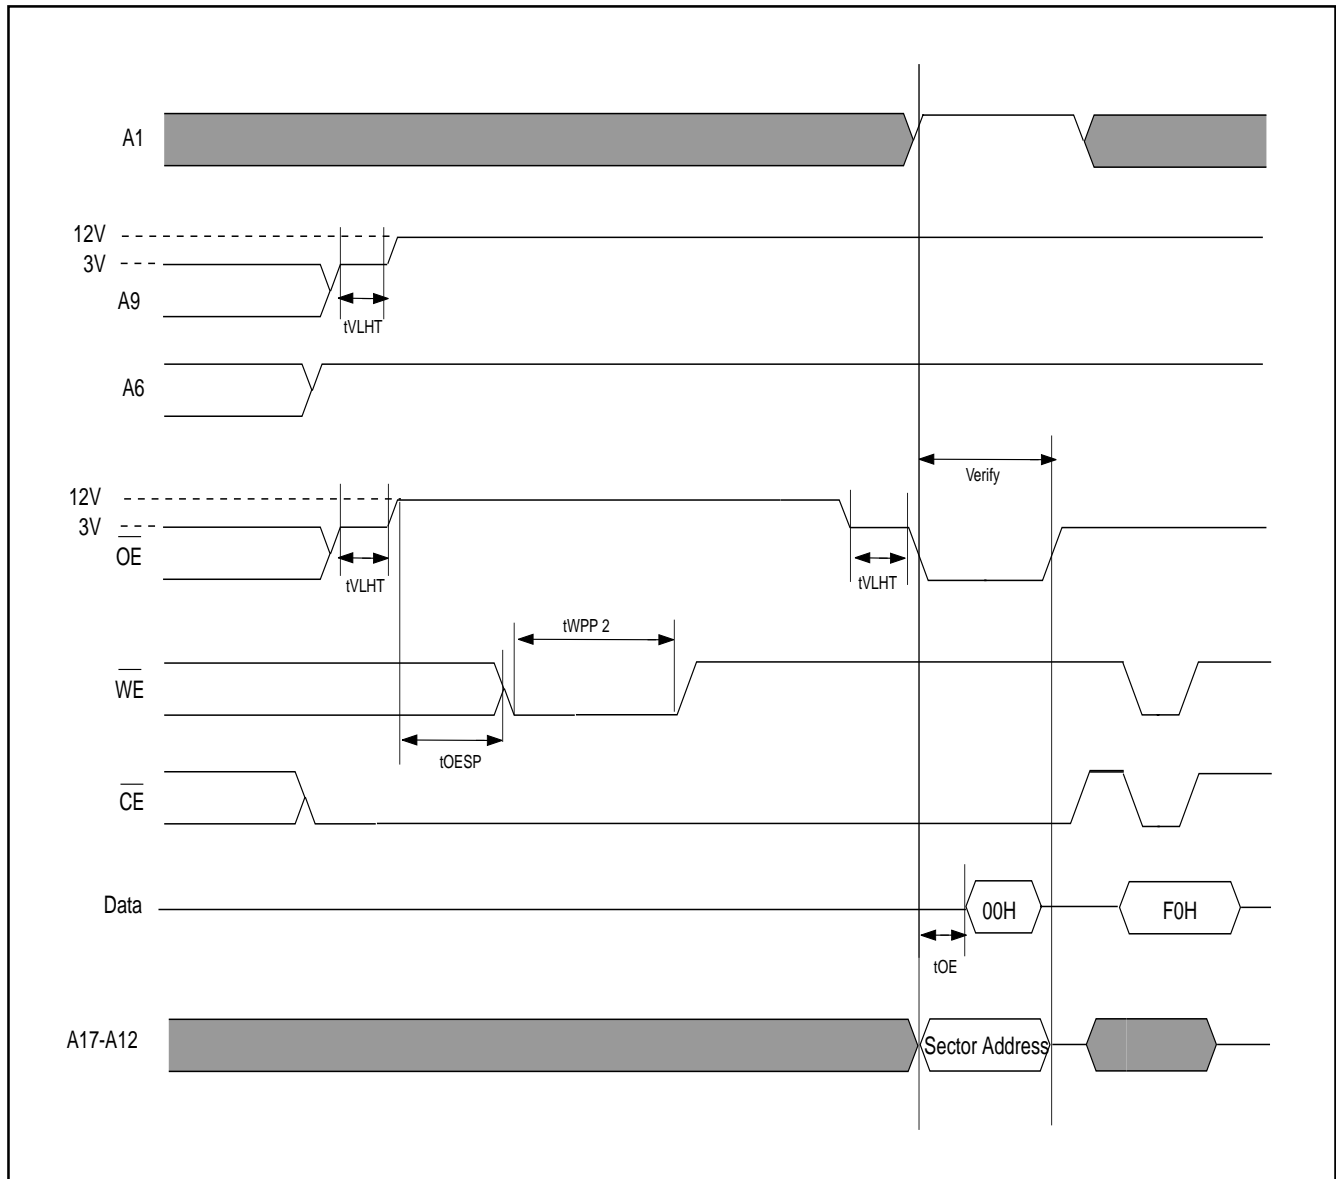 A1
12V
3V
A9
tVLHT
A6
Verify
12V
3V
OE
tVLHT
tVLHT
tWPP 2
WE
tOESP
CE
Data
00H
F0H
tOE
A17-A12
Sector Address